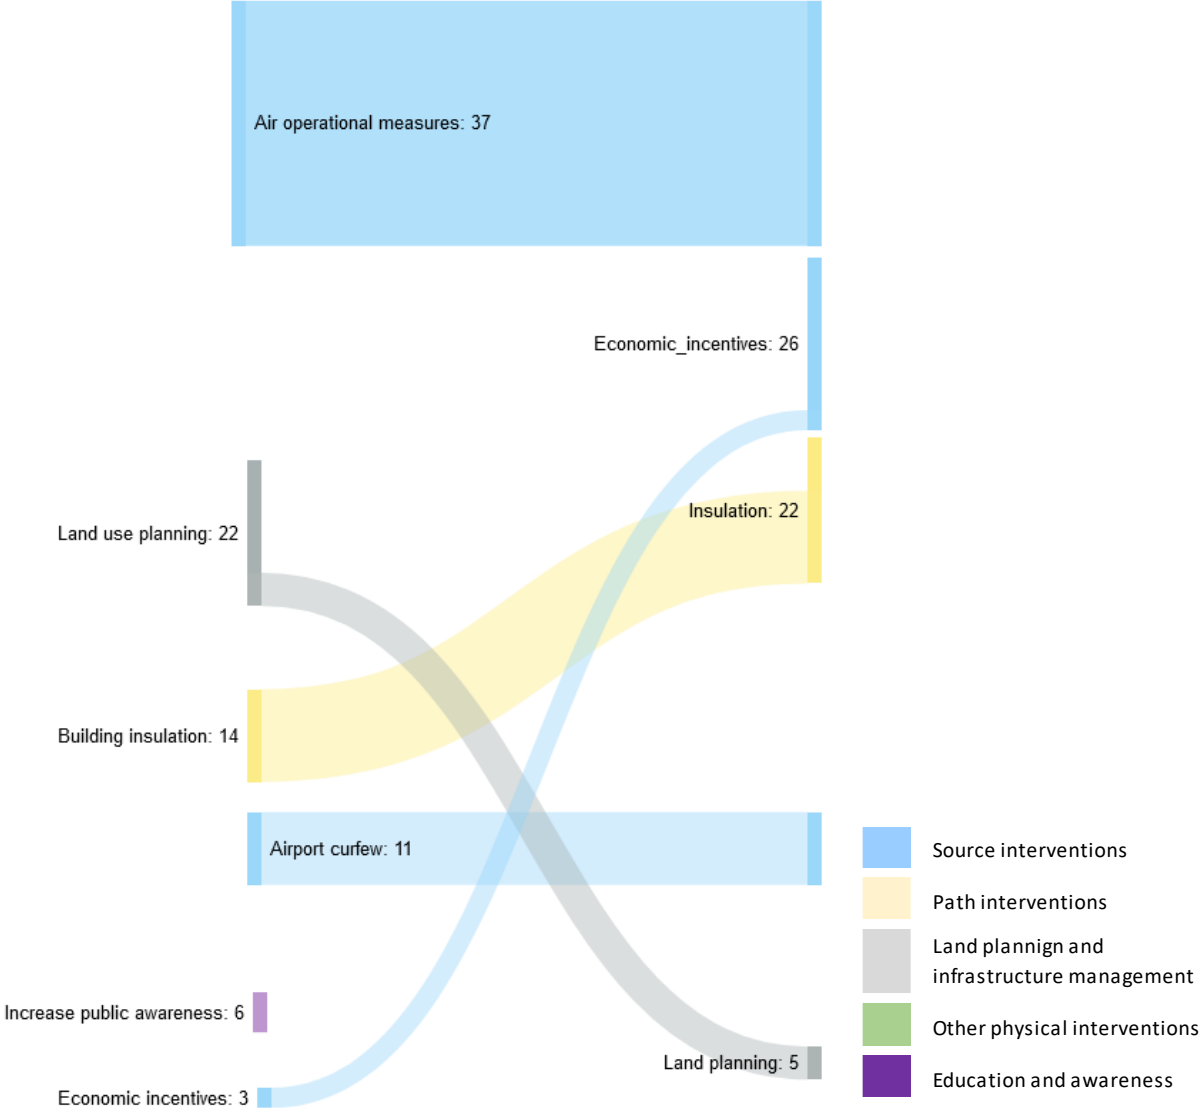 Air operational measures: 37
Economic_incentives: 26
Insulation: 22
Land use planning: 22
Building insulation: 14
Airport curfew: 11
Increase public awareness: 6
Land planning: 5
Economic incentives: 3
Source interventions
Path interventions
Land plannign and
infrastructure management
Other physical interventions
Education and awareness